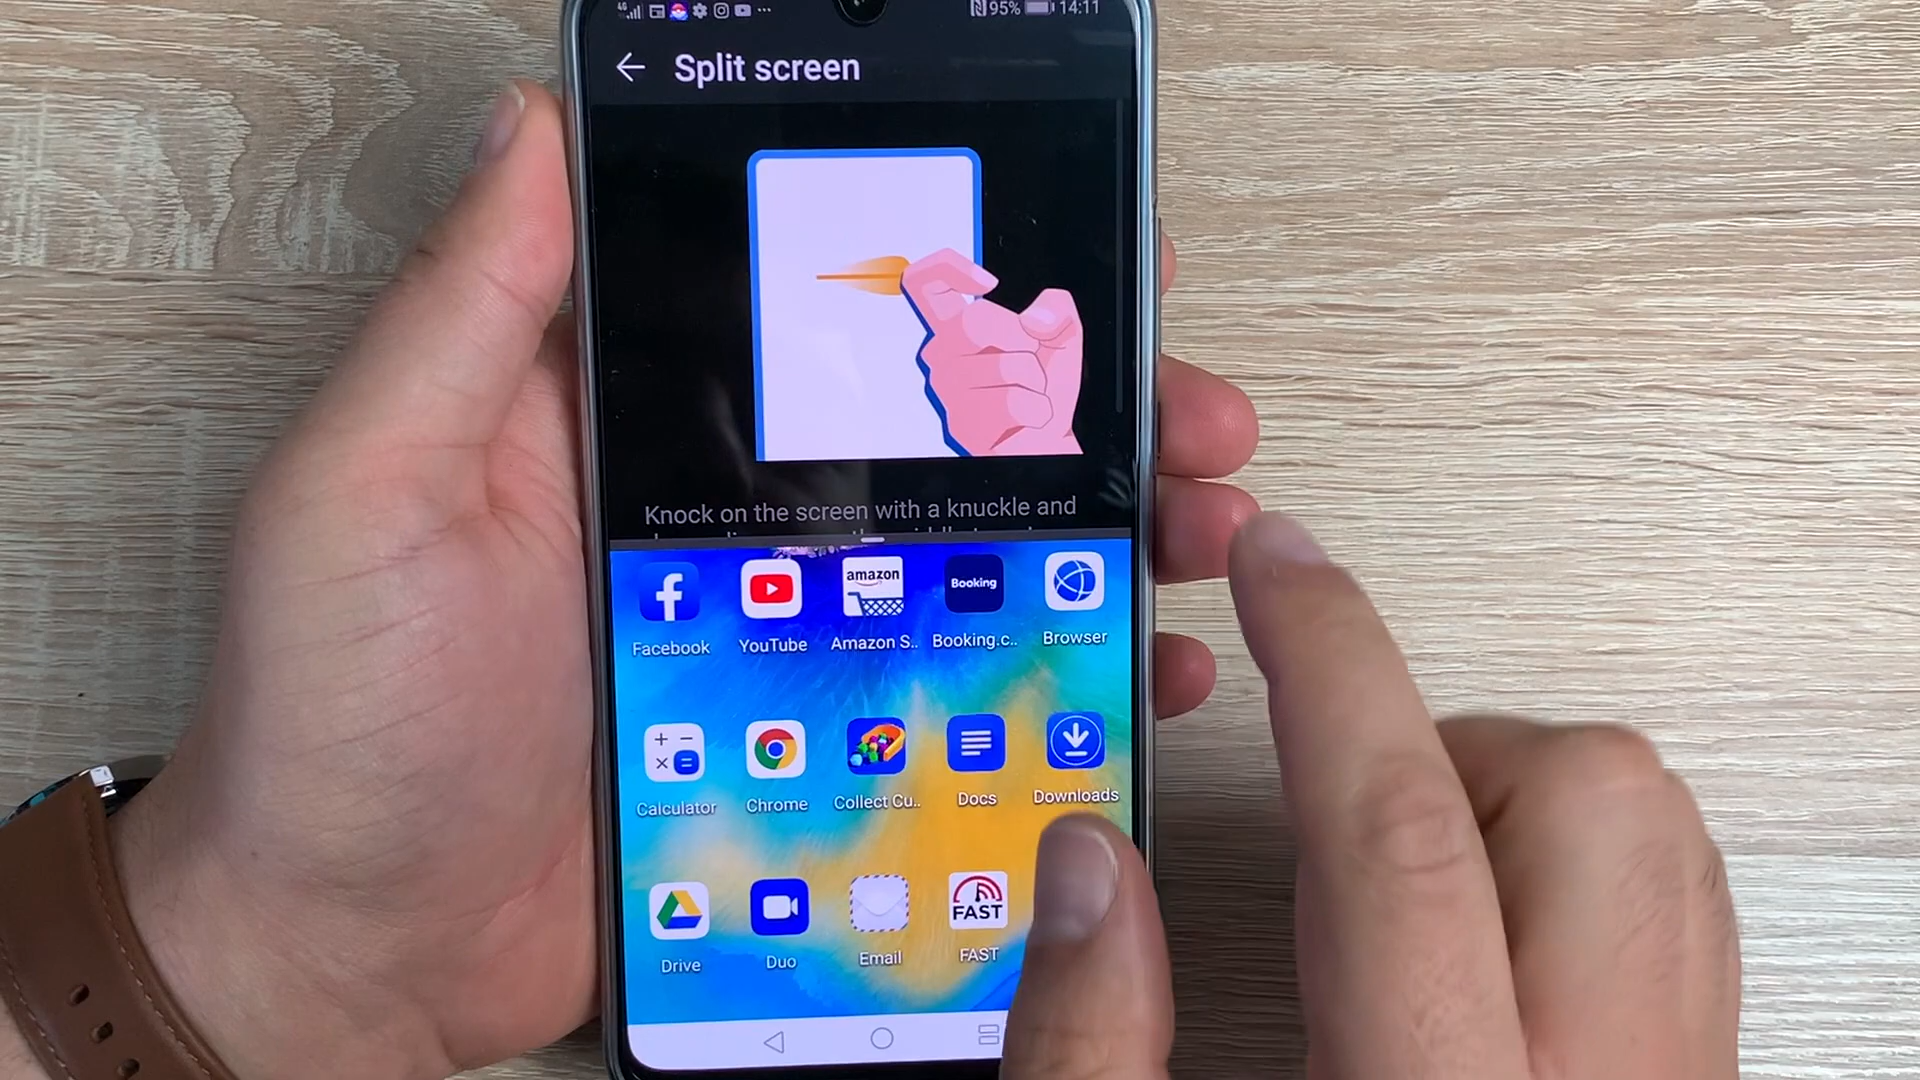 4G 95% 14:11
Split screen
Knock on the screen with a knuckle and
amazon Booking
Facebook YouTube Amazon S.. Booking.c.. Browser
Calculator Chrome Collect Cu.. Docs Downloads
FAST
Drive Duo Email FAST